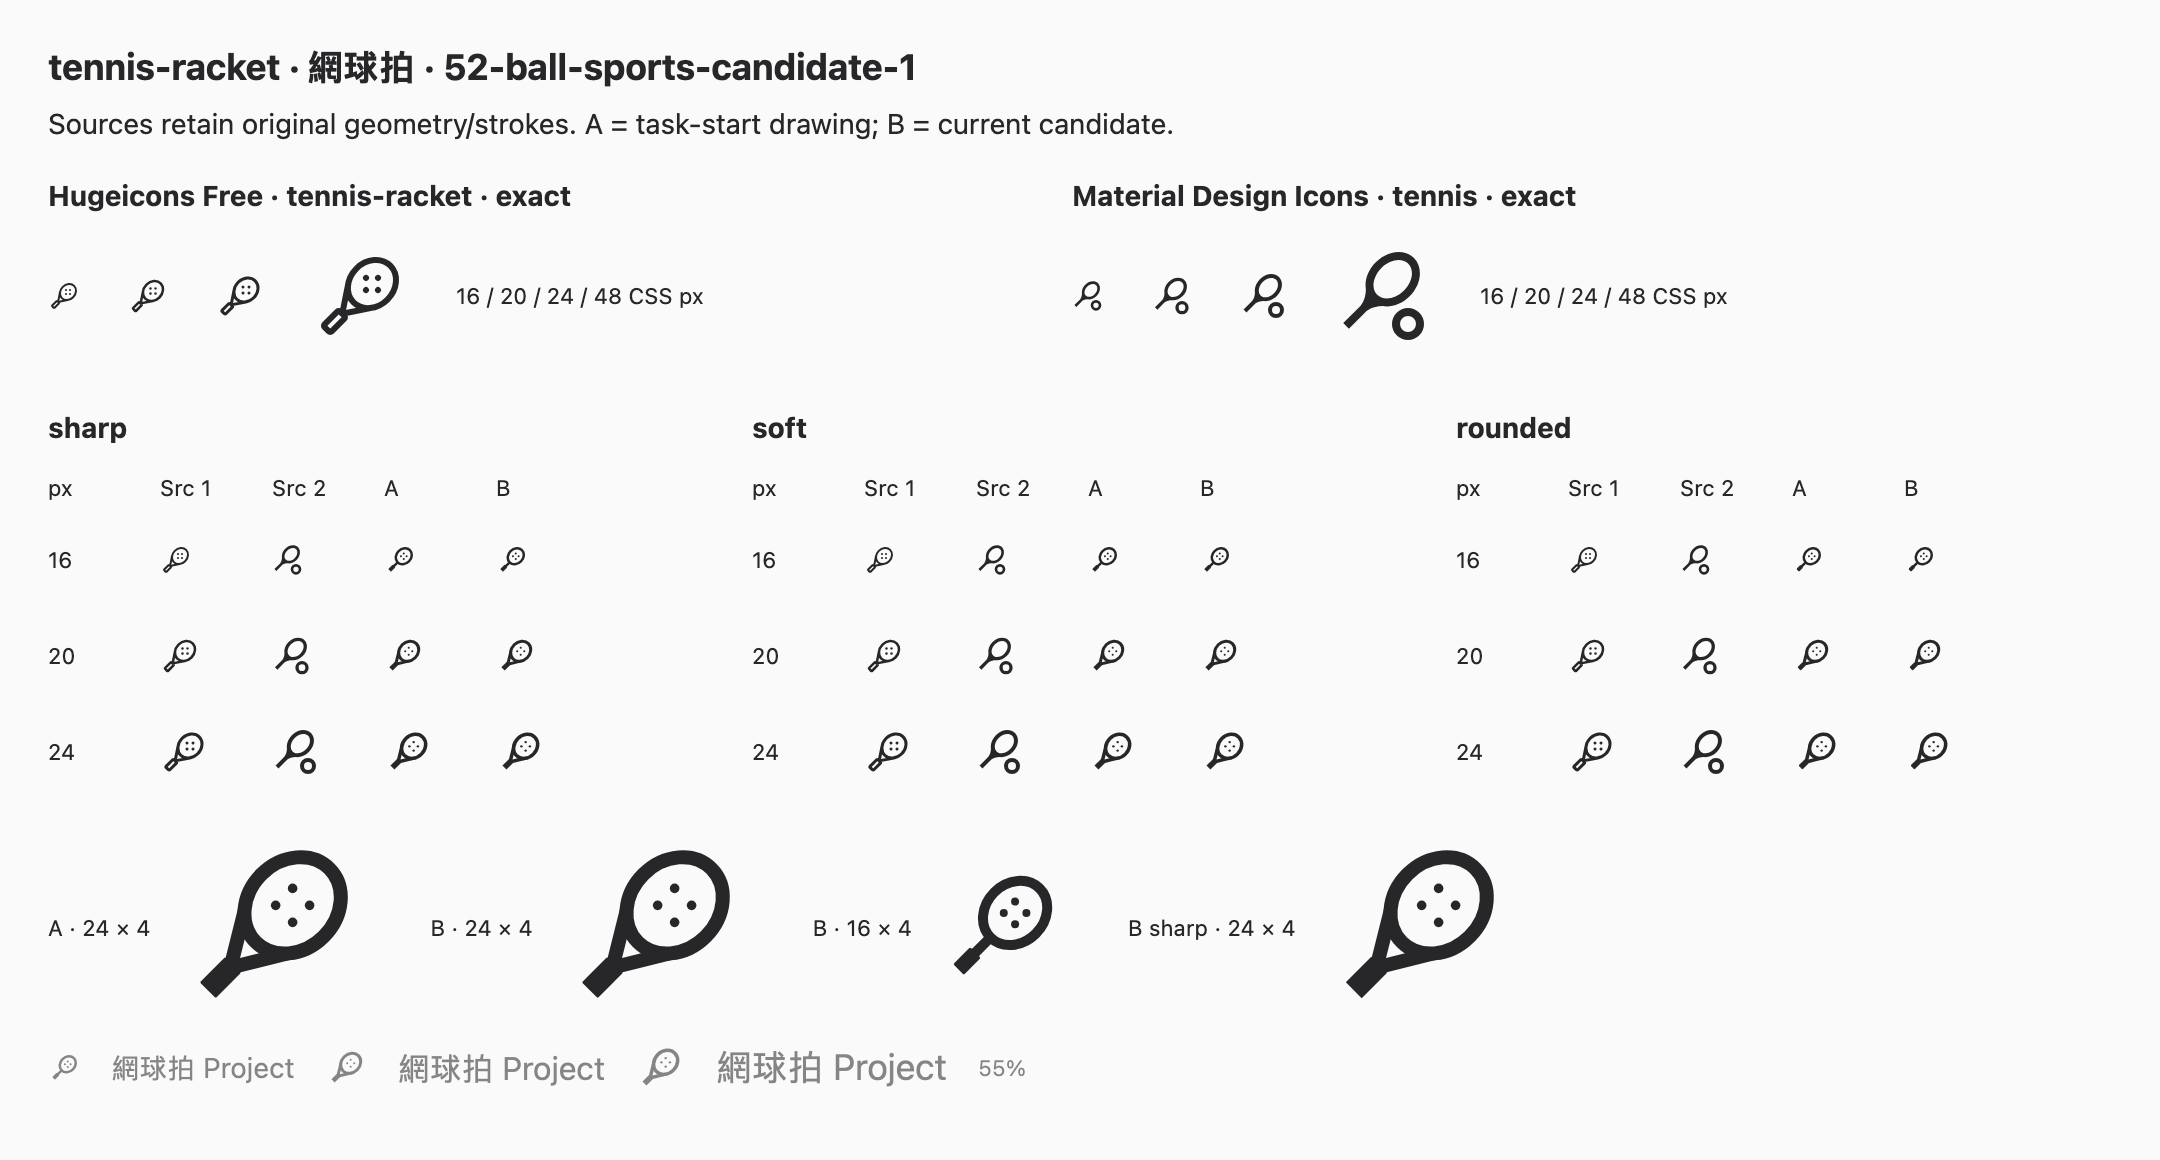 tennis-racket · 網球拍 · 52-ball-sports-candidate-1
Sources retain original geometry/strokes. A = task-start drawing; B = current candidate.
Hugeicons Free · tennis-racket · exact
16 / 20 / 24 / 48 CSS px
Material Design Icons · tennis · exact
16 / 20 / 24 / 48 CSS px
sharp
px Src 1 Src 2 A B
16
20
24
soft
px Src 1 Src 2 A B
16
20
24
rounded
px Src 1 Src 2 A B
16
20
24
A · 24 × 4
B · 24 × 4
B · 16 × 4
B sharp · 24 × 4
網球拍 Project
網球拍 Project
網球拍 Project
55%